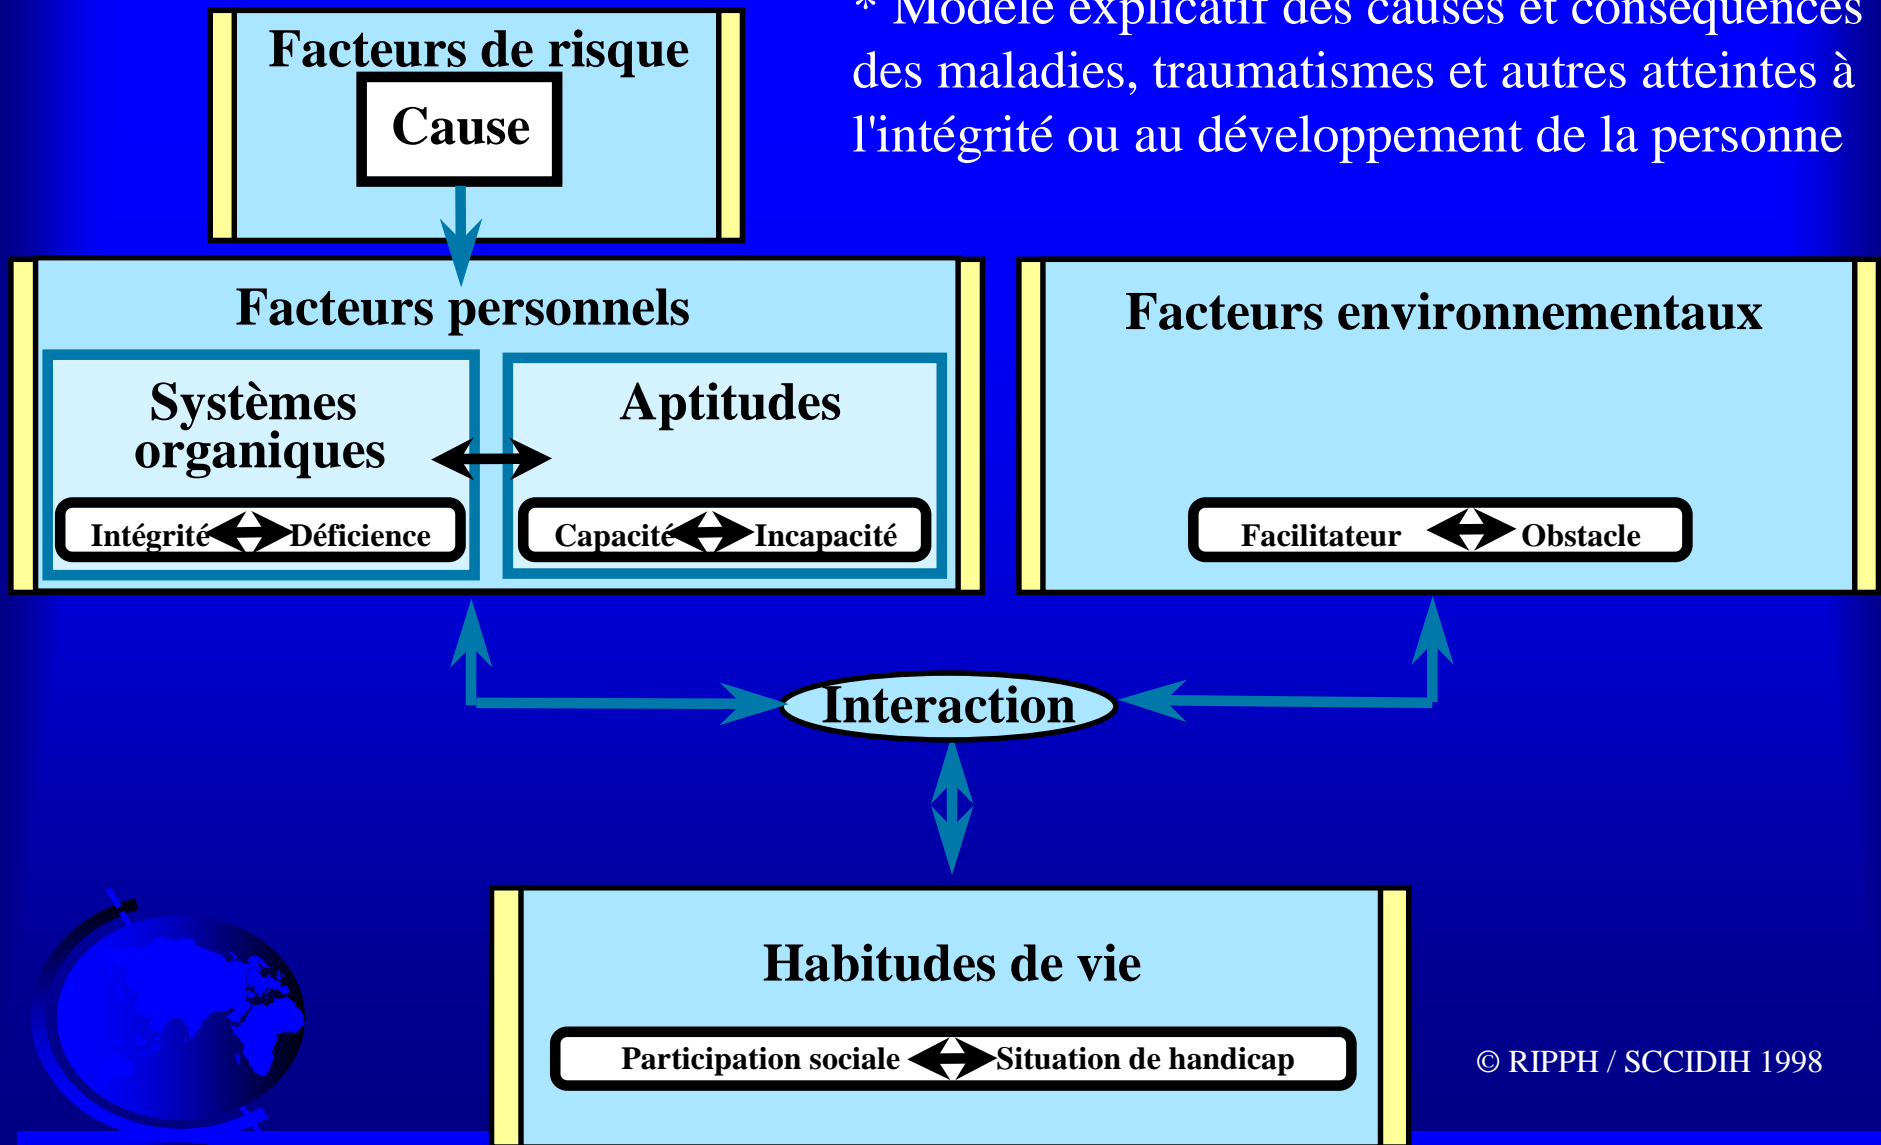 * Modèle explicatif des causes et conséquences
des maladies, traumatismes et autres atteintes à
l'intégrité ou au développement de la personne
Facteurs de risque
Cause
Facteurs personnels
Systèmes
organiques
Intégrité Déficience
Aptitudes
Capacité Incapacité
Facteurs environnementaux
Facilitateur Obstacle
Interaction
Habitudes de vie
Participation sociale Situation de handicap
© RIPPH / SCCIDIH 1998